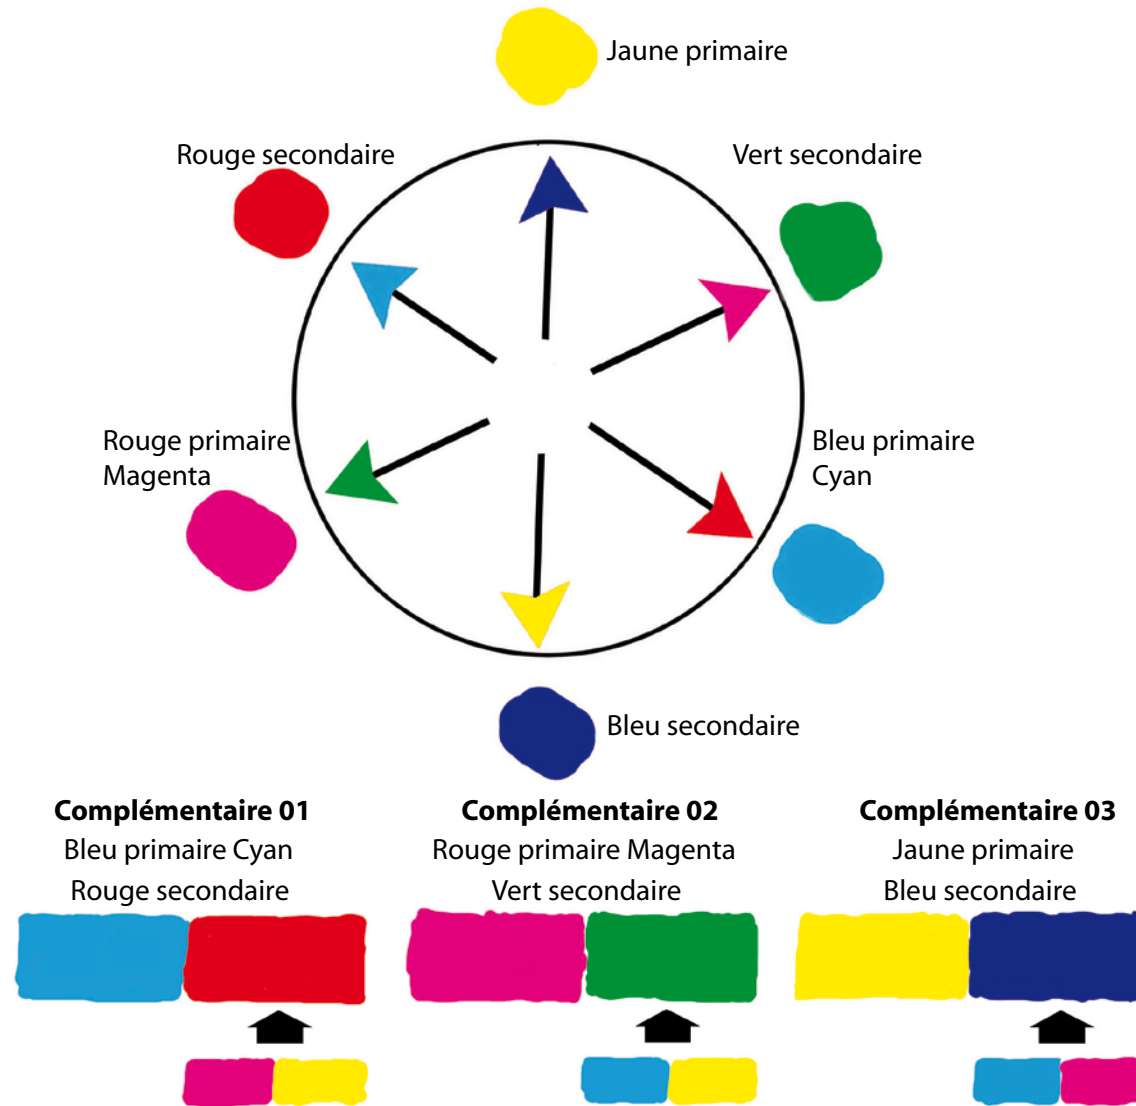 Jaune primaire
Rouge secondaire
Vert secondaire
Rouge primaire
Magenta
Bleu primaire
Cyan
Bleu secondaire
Complémentaire 01
Bleu primaire Cyan
Rouge secondaire
Complémentaire 02
Rouge primaire Magenta
Vert secondaire
Complémentaire 03
Jaune primaire
Bleu secondaire